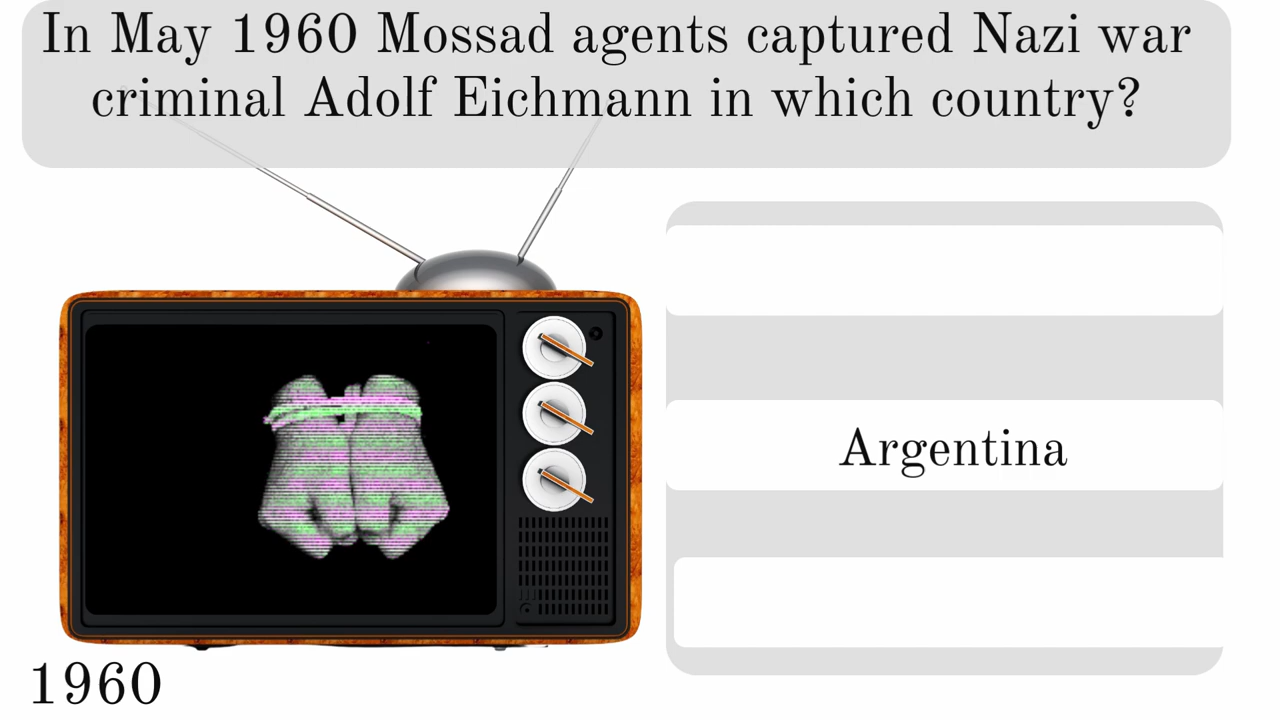 In May 1960 Mossad agents captured Nazi war
criminal Adolf Eichmann in which country?
Argentina
1960